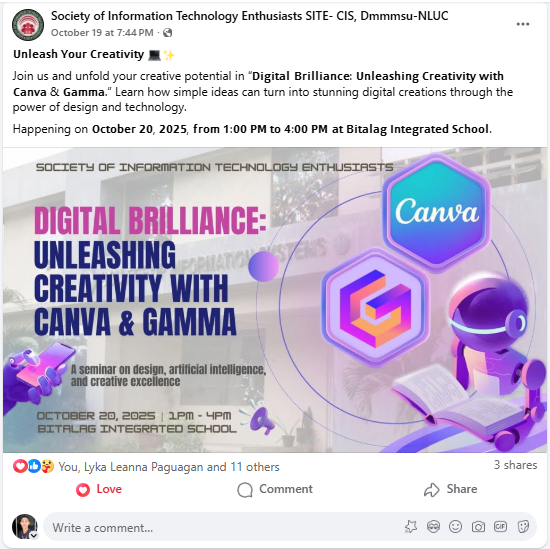 Society of Information Technology Enthusiasts SITE- CIS, Dmmmsu-NLUC
October 19 at 7:44 PM ·
Unleash Your Creativity 💻✨
Join us and unfold your creative potential in “Digital Brilliance: Unleashing Creativity with
Canva & Gamma.” Learn how simple ideas can turn into stunning digital creations through the
power of design and technology.
Happening on October 20, 2025, from 1:00 PM to 4:00 PM at Bitalag Integrated School.
SOCIETY OF INFORMATION TECHNOLOGY ENTHUSIASTS
Canva
DIGITAL BRILLIANCE:
UNLEASHING
CREATIVITY WITH
CANVA & GAMMA
INFORMATION SYSTEMS
A seminar on design, artificial intelligence,
and creative excellence
OCTOBER 20, 2025 | 1PM - 4PM
BITALAG INTEGRATED SCHOOL
You, Lyka Leanna Paguagan and 11 others
3 shares
Love
Comment
Share
Write a comment...
GIF